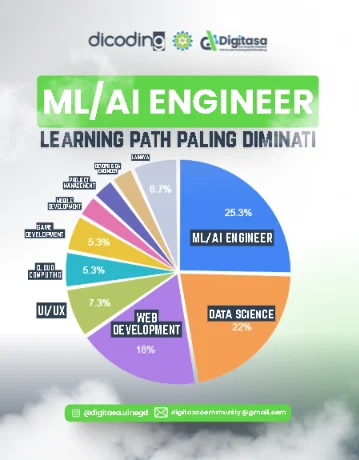 dicoding
Digitasa
ML/AI ENGINEER
LEARNING PATH PALING DIMINATI
LAINNYA
ENGINEER
PROJECT
MANAGEMENT
MOBILE
DEVELOPMENT
GAME
DEVELOPMENT
CLOUD
COMPUTING
UI/UX
WEB
DEVELOPMENT
18%
DATA SCIENCE
22%
ML/AI ENGINEER
25.3%
6.7%
5.3%
5.3%
7.3%
@digitasa.uinsgd
digitasacommunity@gmail.com